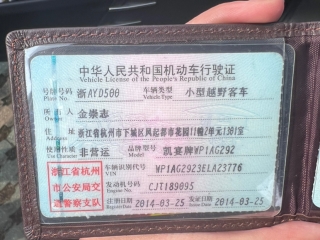 中华人民共和国机动车行驶证
Vehicle License of the People's Republic of China
号牌号码 浙AYD500 车辆类型 小型越野客车
Plate No. Vehicle Type
所有人 金崇志
Owner
住址 浙江省杭州市下城区凤起都市花园11幢2单元1301室
Address
使用性质 非营运 品牌型号 凯宴牌WP1AG292
Use Character Model
浙江省杭州
市公安局交
通警察支队
车辆识别代号 WP1AG2923ELA23776
VIN
发动机号码 CJT189095
Engine No.
注册日期 2014-03-25 发证日期 2014-03-25
Register Date Issue Date